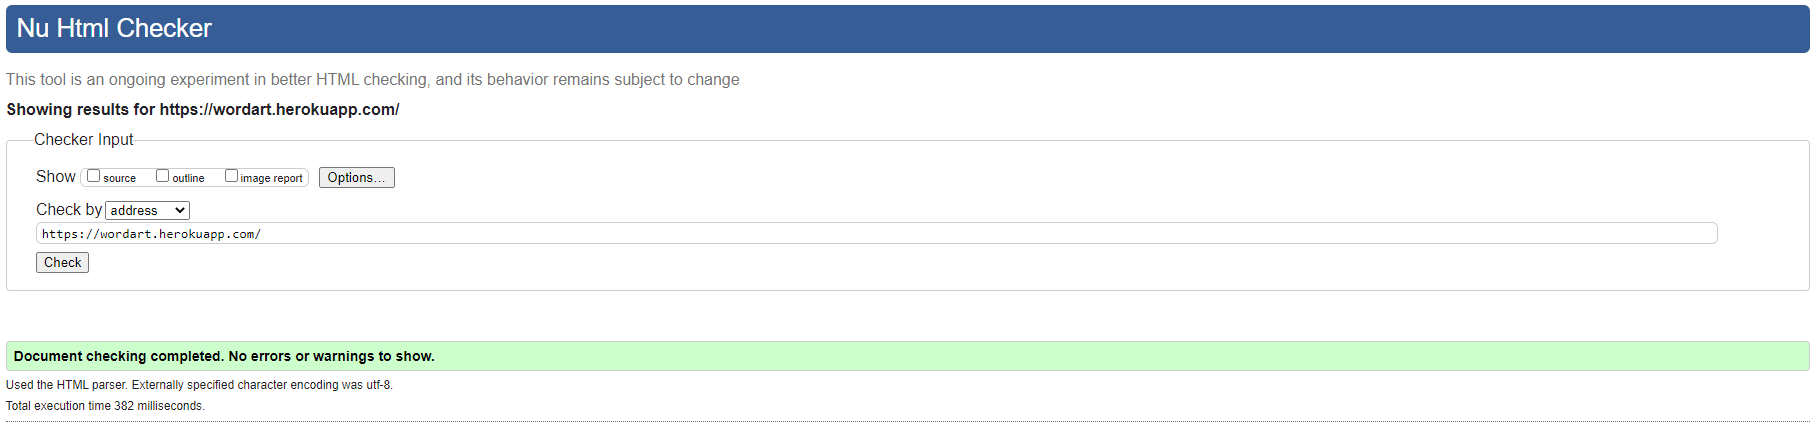 Nu Html Checker
This tool is an ongoing experiment in better HTML checking, and its behavior remains subject to change
Showing results for https://wordart.herokuapp.com/
Checker Input
Show source outline image report Options...
Check by address
https://wordart.herokuapp.com/
Check
Document checking completed. No errors or warnings to show.
Used the HTML parser. Externally specified character encoding was utf-8.
Total execution time 382 milliseconds.